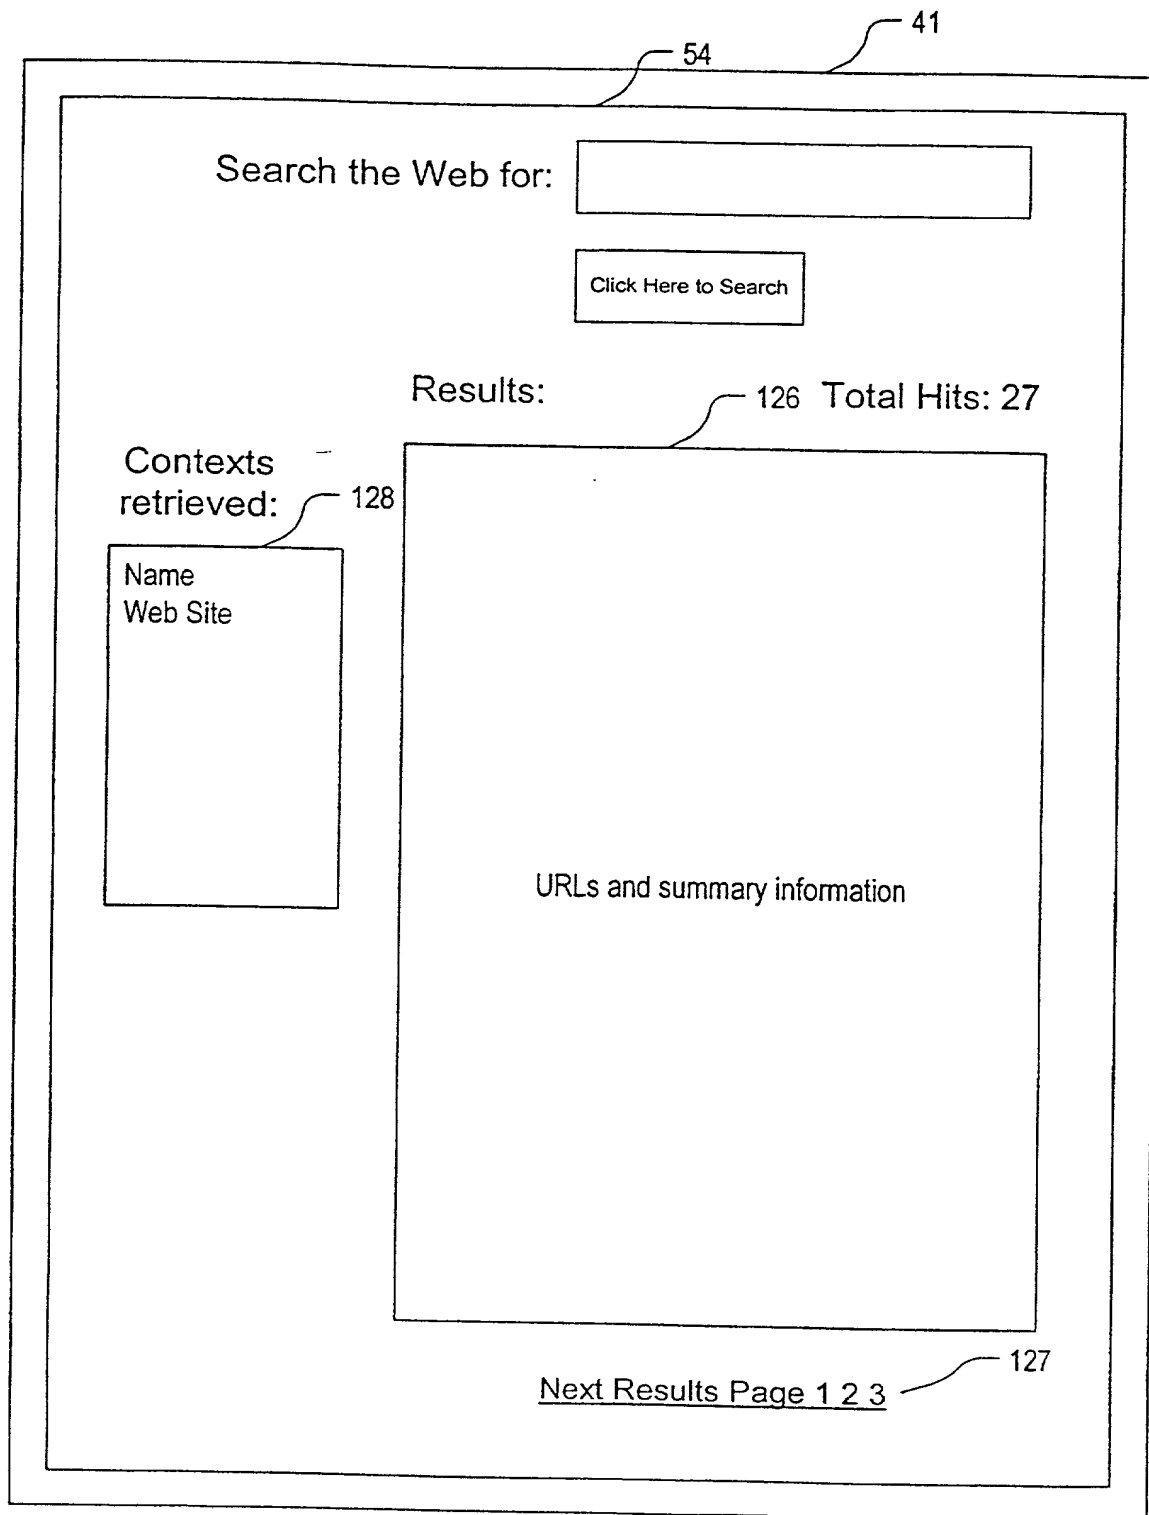 41
54
Search the Web for:
Click Here to Search
Results:
126
Total Hits: 27
Contexts
retrieved:
128
Name
Web Site
URLs and summary information
127
Next Results Page 1 2 3